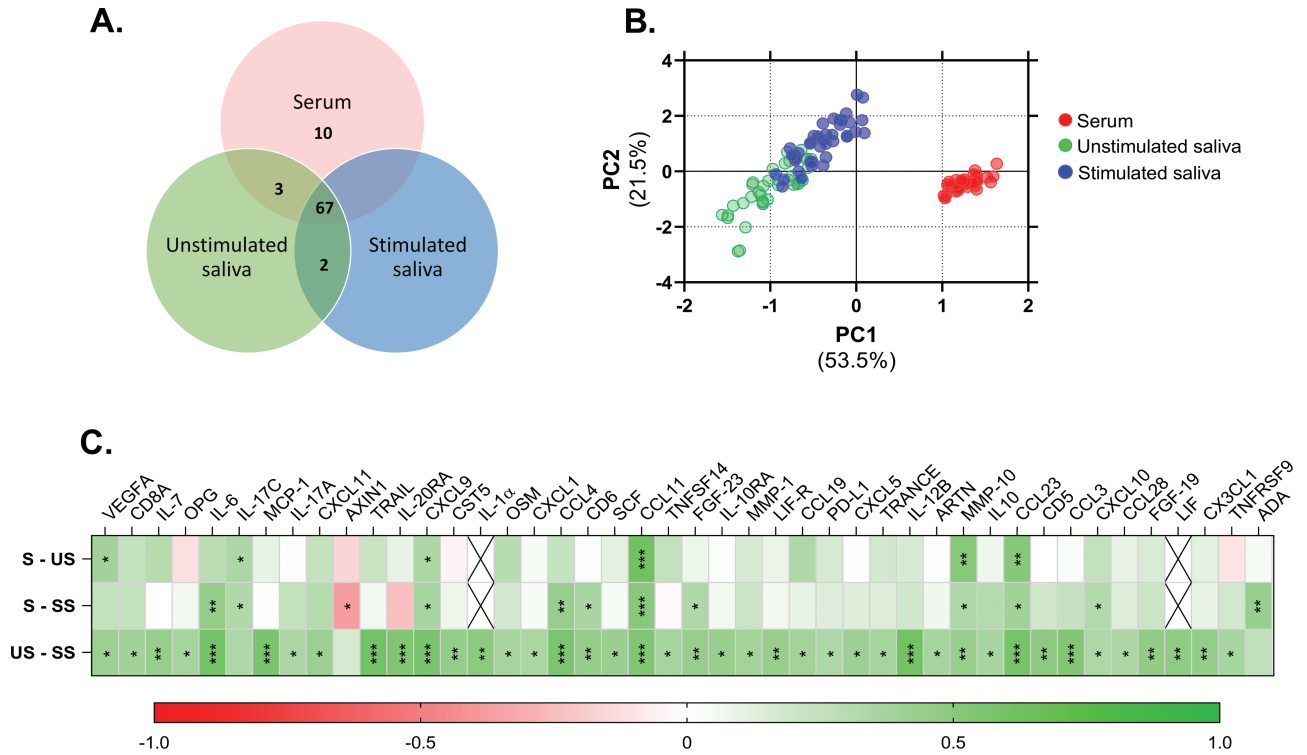 A.
Serum
10
3
67
Unstimulated
saliva
Stimulated
saliva
2
B.
4
2
0
-2
-4
PC2
(21.5%)
-2
-1
0
1
2
PC1
(53.5%)
Serum
Unstimulated saliva
Stimulated saliva
C.
VEGFA
CD8A
IL-7
OPG
IL-6
IL-17C
MCP-1
IL-17A
CXCL11
AXIN1
TRAIL
IL-20RA
CXCL9
CST5
IL-1α
OSM
CXCL1
CCL4
CD6
SCF
CCL11
TNFSF14
FGF-23
IL-10RA
MMP-1
LIF-R
CCL19
PD-L1
CXCL5
TRANCE
IL-12B
ARTN
MMP-10
IL10
CCL23
CD5
CCL3
CXCL10
CCL28
FGF-19
LIF
CX3CL1
TNFRSF9
ADA
S - US
* * * *** ** **
S - SS
** * * * ** * *** * * * * **
US - SS
* * ** * *** *** * * *** *** *** ** ** * * *** ** * *** * ** * * ** * * * * *** * ** * *** ** *** * * ** ** ** *
-1.0
-0.5
0
0.5
1.0